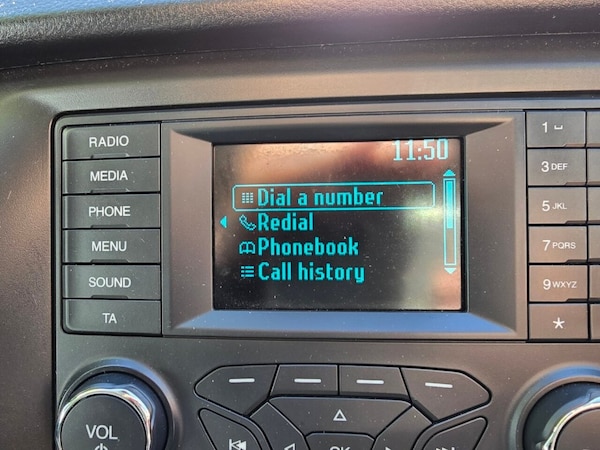 RADIO
MEDIA
PHONE
MENU
SOUND
TA
11:50
Dial a number
Redial
Phonebook
Call history
1
3 DEF
5 JKL
7 PQRS
9 WXYZ
*
VOL
OK